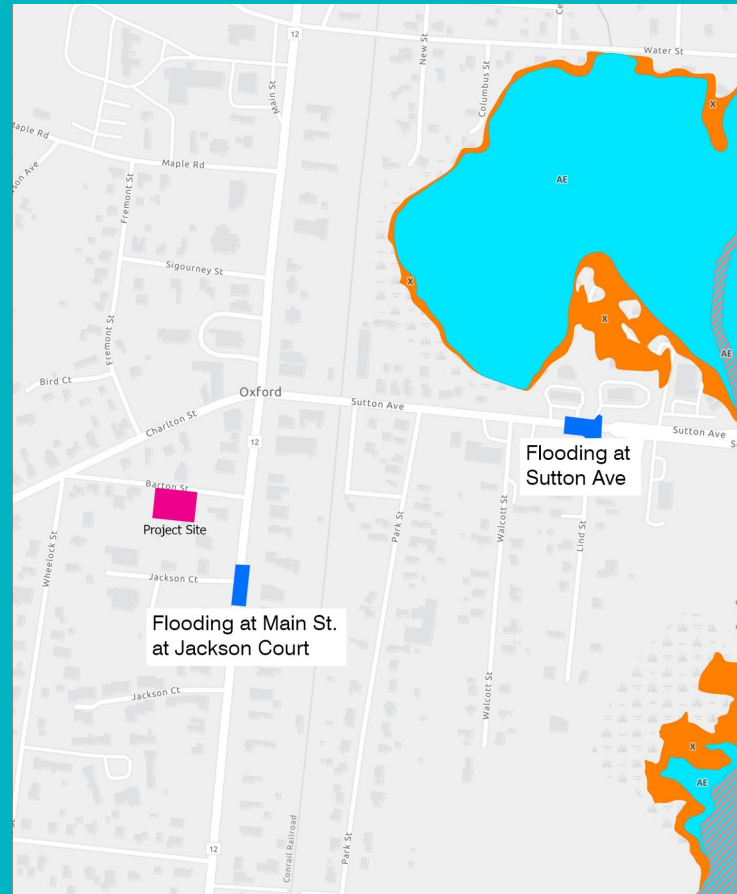 12
Main St
New St
Columbus St
Water St
Ce
X
AE
Maple Rd
Maple Rd
son Ave
Fremont St
Sigourney St
X
X
AE
Fremont St
Bird Ct
Oxford
Charlton St
Sutton Ave
12
Flooding at
Sutton Ave
Sutton Ave
S
Barton St
Project Site
Wheelock St
Park St
Walcott St
Lind St
Jackson Ct
Flooding at Main St.
at Jackson Court
Jackson Ct
Walcott St
X
AE
12
Conrail Railroad
Park St